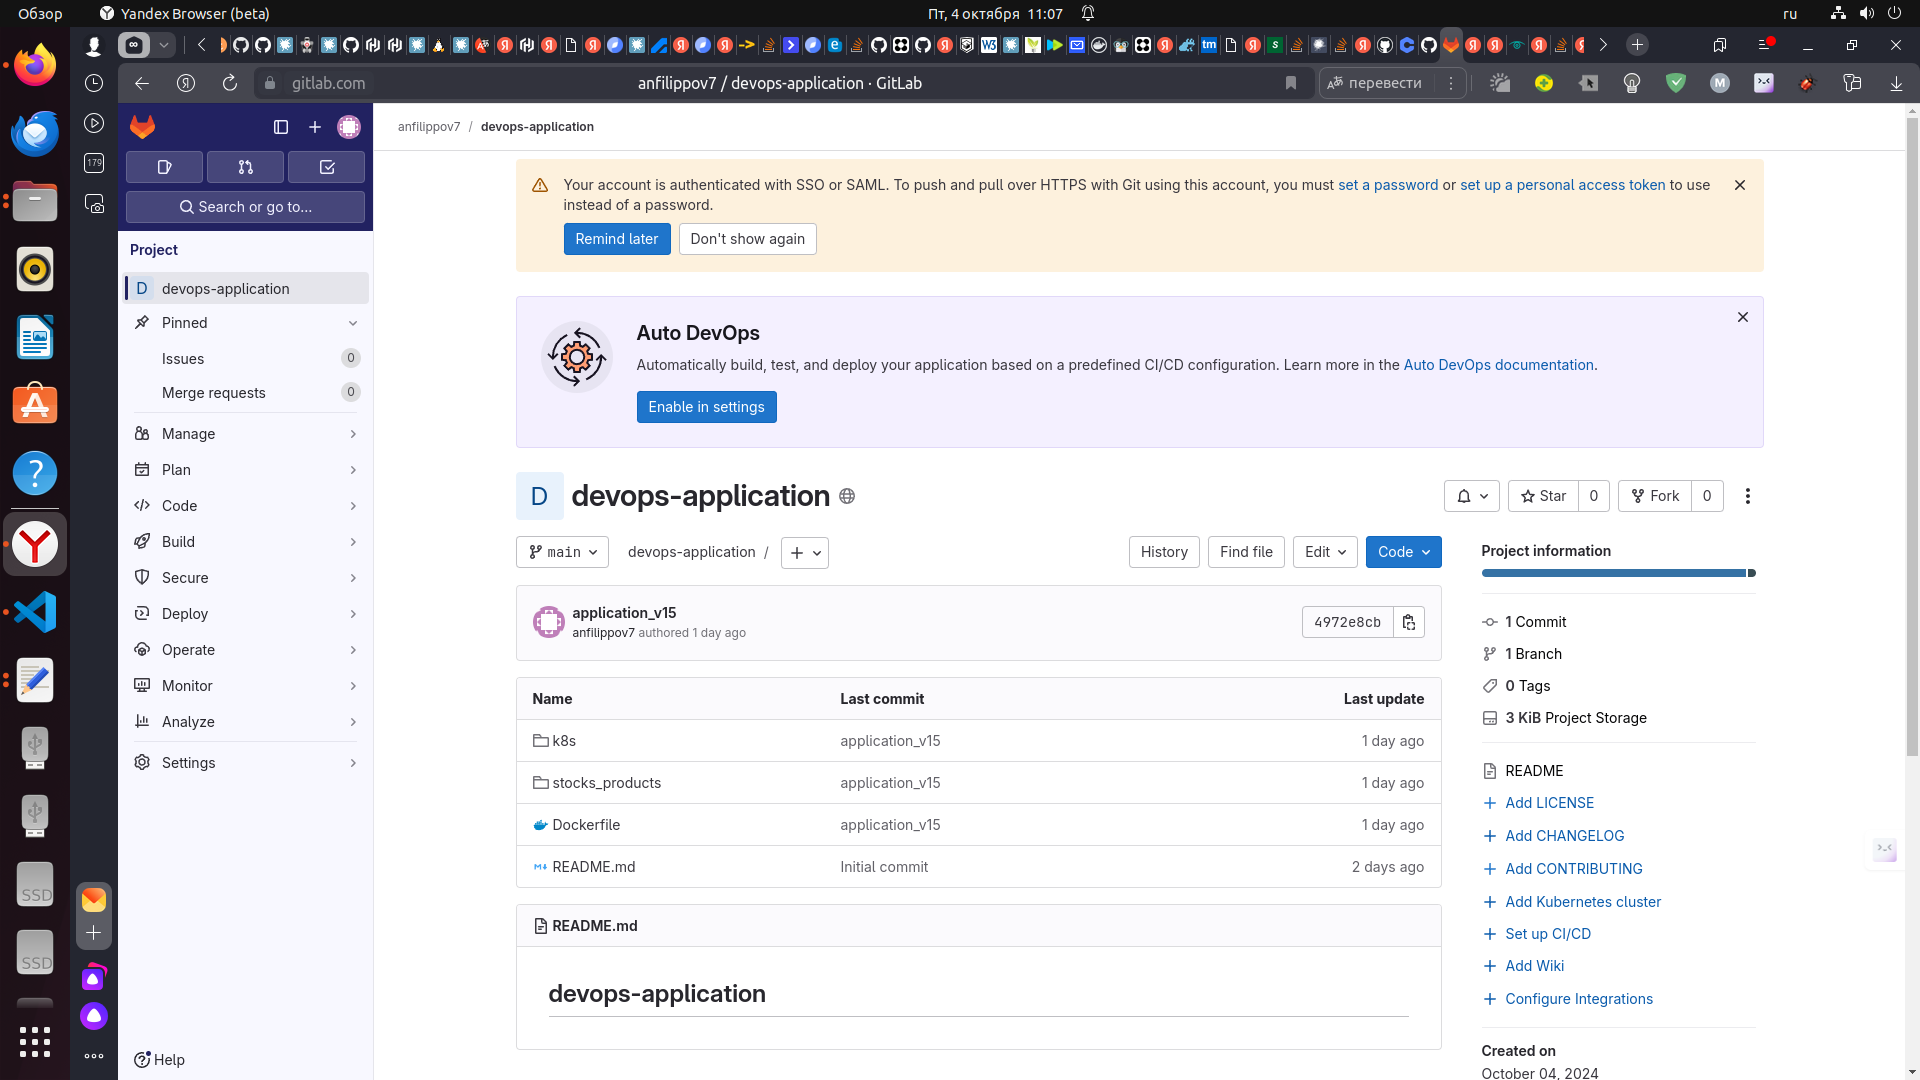 Обзор
Yandex Browser (beta)
Пт, 4 октября 11:07
ru
gitlab.com
anfilippov7 / devops-application · GitLab
перевести
179
anfilippov7 / devops-application
Your account is authenticated with SSO or SAML. To push and pull over HTTPS with Git using this account, you must set a password or set up a personal access token to use
instead of a password.
Remind later
Don't show again
Search or go to...
Project
D devops-application
Pinned
Issues 0
Merge requests 0
Manage
Plan
Code
Build
Secure
Deploy
Operate
Monitor
Analyze
Settings
Help
Auto DevOps
Automatically build, test, and deploy your application based on a predefined CI/CD configuration. Learn more in the Auto DevOps documentation.
Enable in settings
D devops-application
Star 0
Fork 0
main
devops-application /
History
Find file
Edit
Code
application_v15
anfilippov7 authored 1 day ago
4972e8cb
Name Last commit Last update
k8s application_v15 1 day ago
stocks_products application_v15 1 day ago
Dockerfile application_v15 1 day ago
README.md Initial commit 2 days ago
README.md
devops-application
Project information
1 Commit
1 Branch
0 Tags
3 KiB Project Storage
README
Add LICENSE
Add CHANGELOG
Add CONTRIBUTING
Add Kubernetes cluster
Set up CI/CD
Add Wiki
Configure Integrations
Created on
October 04, 2024
SSD
SSD